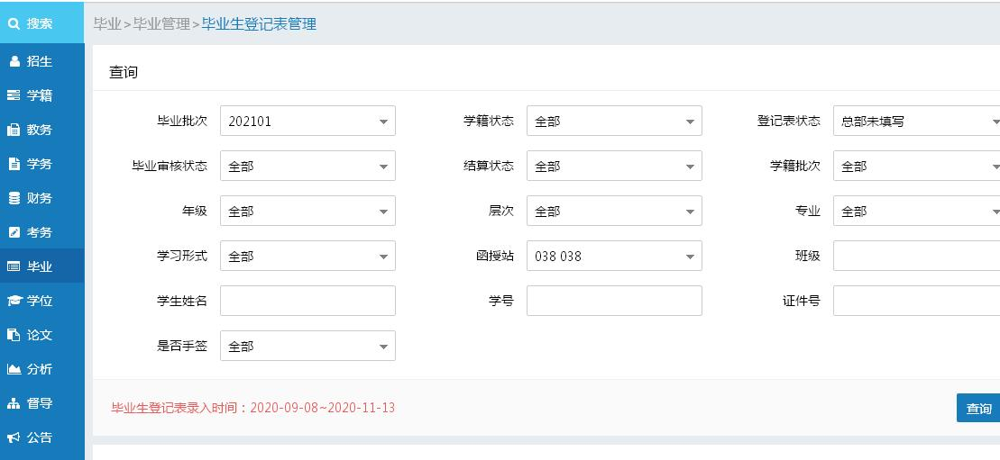 搜索
招生
学籍
教务
学务
财务
考务
毕业
学位
论文
分析
督导
公告
毕业>毕业管理>毕业生登记表管理
查询
毕业批次 202101 学籍状态 全部 登记表状态 总部未填写
毕业审核状态 全部 结算状态 全部 学籍批次 全部
年级 全部 层次 全部 专业 全部
学习形式 全部 函授站 038 038 班级
学生姓名 学号 证件号
是否手签 全部
毕业生登记表录入时间：2020-09-08~2020-11-13 查询